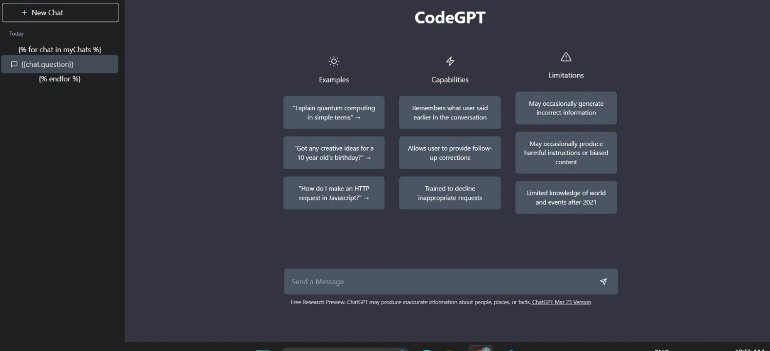 + New Chat
Today
{% for chat in myChats %}
{{chat.question}}
{% endfor %}
CodeGPT
Examples
"Explain quantum computing
in simple terms" →
"Got any creative ideas for a
10 year old's birthday?" →
"How do I make an HTTP
request in Javascript?" →
Capabilities
Remembers what user said
earlier in the conversation
Allows user to provide follow-
up corrections
Trained to decline
inappropriate requests
Limitations
May occasionally generate
incorrect information
May occasionally produce
harmful instructions or biased
content
Limited knowledge of world
and events after 2021
Send a Message
Free Research Preview. ChatGPT may produce inaccurate information about people, places, or facts. ChatGPT Mar 23 Version